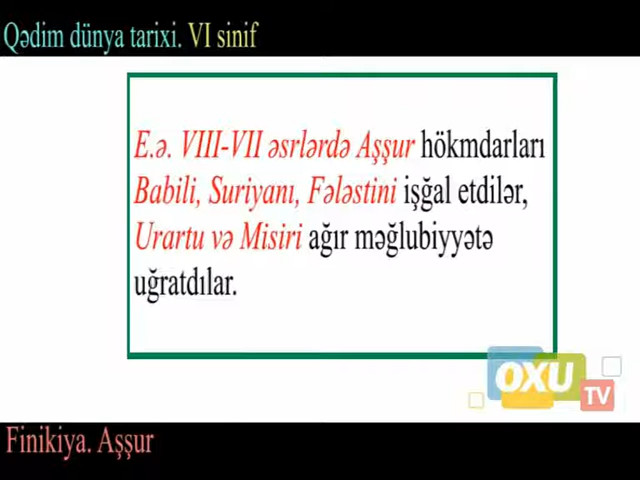 Qədim dünya tarixi. VI sinif
E.ə. VIII-VII əsrlərdə Aşşur hökmdarları
Babili, Suriyanı, Fələstini işğal etdilər,
Urartu və Misiri ağır məğlubiyyətə
uğratdılar.
OXU
TV
Finikiya. Aşşur